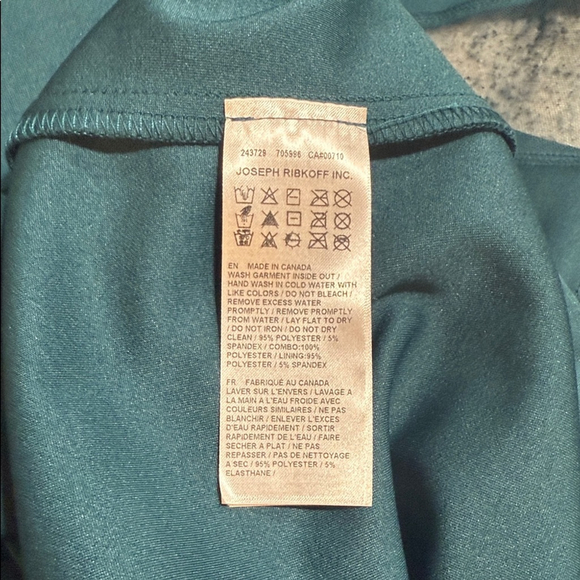 243729 705996 CA#00710
JOSEPH RIBKOFF INC.
EN MADE IN CANADA
WASH GARMENT INSIDE OUT /
HAND WASH IN COLD WATER WITH
LIKE COLORS / DO NOT BLEACH /
REMOVE EXCESS WATER
PROMPTLY / REMOVE PROMPTLY
FROM WATER / LAY FLAT TO DRY
/ DO NOT IRON / DO NOT DRY
CLEAN / 95% POLYESTER / 5%
SPANDEX / COMBO:100%
POLYESTER / LINING:95%
POLYESTER / 5% SPANDEX
FR FABRIQUÉ AU CANADA
LAVER SUR L'ENVERS / LAVAGE A
LA MAIN A L'EAU FROIDE AVEC
COULEURS SIMILAIRES / NE PAS
BLANCHIR / ENLEVER L'EXCES
D'EAU RAPIDEMENT / SORTIR
RAPIDEMENT DE L'EAU / FAIRE
SECHER A PLAT / NE PAS
REPASSER / PAS DE NETTOYAGE
A SEC / 95% POLYESTER / 5%
ELASTHANE /